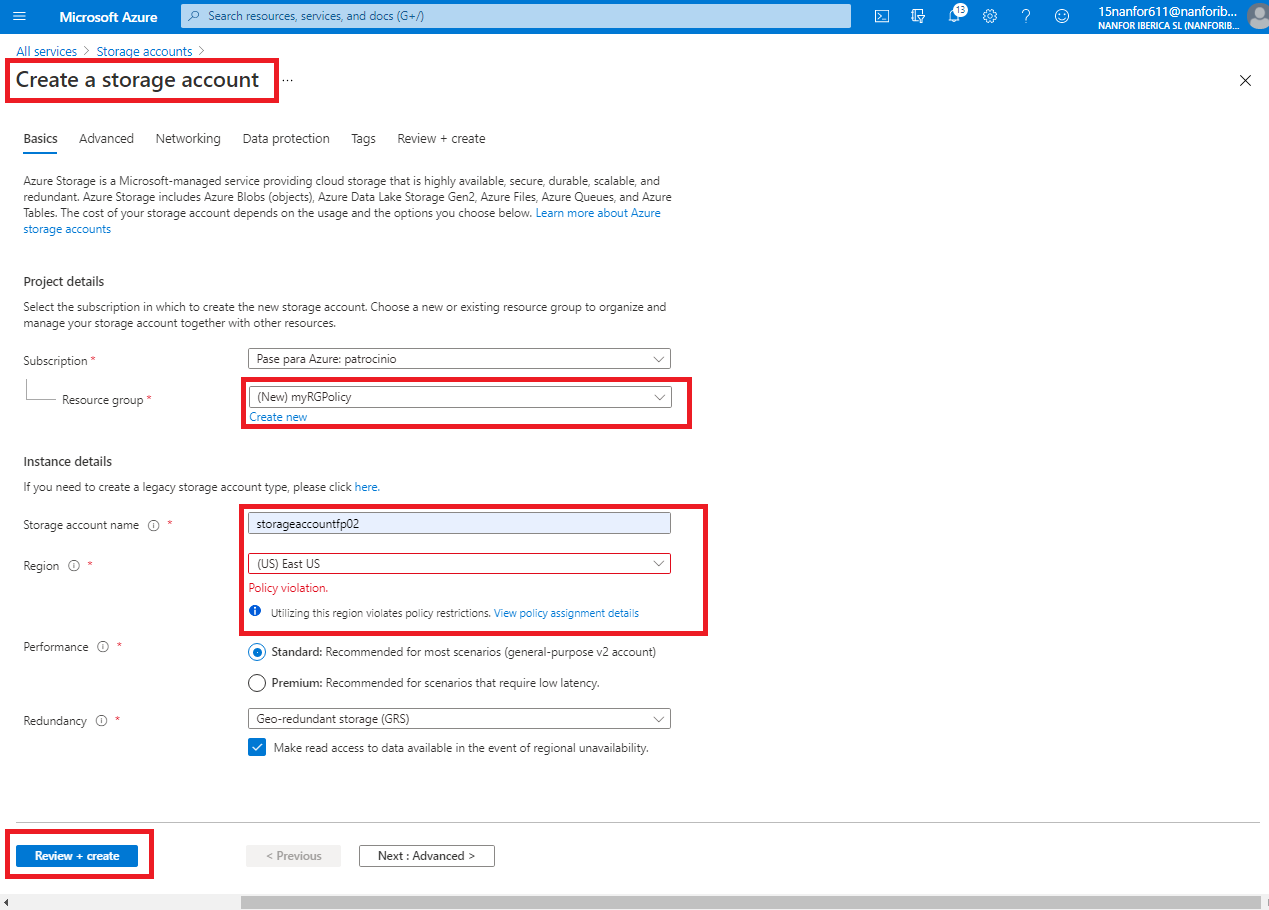 Microsoft Azure
Search resources, services, and docs (G+/)
13
15nanfor611@nanforib...
NANFOR IBERICA SL (NANFORIB...
All services > Storage accounts >
Create a storage account ...
Basics Advanced Networking Data protection Tags Review + create
Azure Storage is a Microsoft-managed service providing cloud storage that is highly available, secure, durable, scalable, and
redundant. Azure Storage includes Azure Blobs (objects), Azure Data Lake Storage Gen2, Azure Files, Azure Queues, and Azure
Tables. The cost of your storage account depends on the usage and the options you choose below. Learn more about Azure
storage accounts
Project details
Select the subscription in which to create the new storage account. Choose a new or existing resource group to organize and
manage your storage account together with other resources.
Subscription * Pase para Azure: patrocinio
Resource group * (New) myRGPolicy
Create new
Instance details
If you need to create a legacy storage account type, please click here.
Storage account name * storageaccountfp02
Region * (US) East US
Policy violation.
Utilizing this region violates policy restrictions. View policy assignment details
Performance * Standard: Recommended for most scenarios (general-purpose v2 account)
Premium: Recommended for scenarios that require low latency.
Redundancy * Geo-redundant storage (GRS)
Make read access to data available in the event of regional unavailability.
Review + create < Previous Next : Advanced >